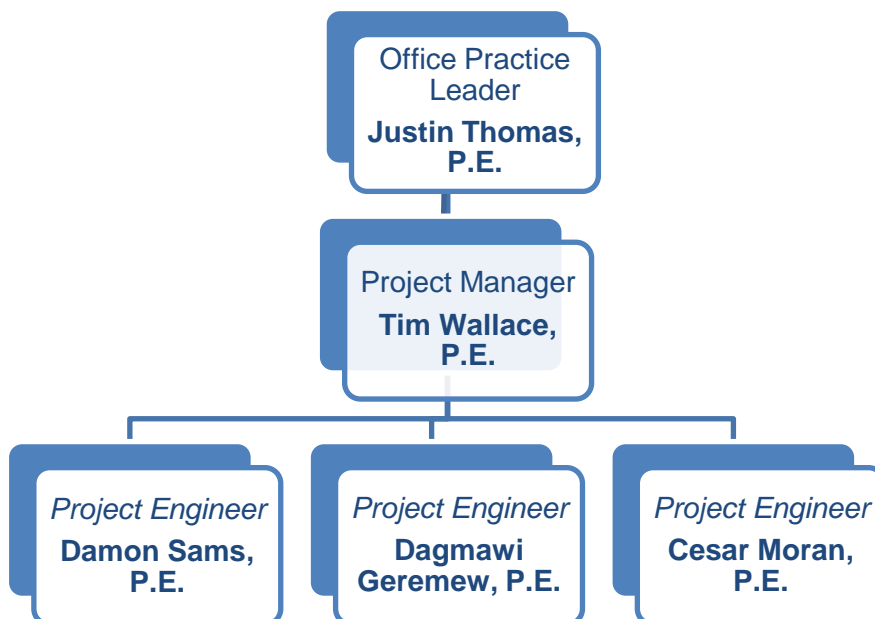 Office Practice
Leader
Justin Thomas,
P.E.
Project Manager
Tim Wallace,
P.E.
Project Engineer
Damon Sams,
P.E.
Project Engineer
Dagmawi
Geremew, P.E.
Project Engineer
Cesar Moran,
P.E.